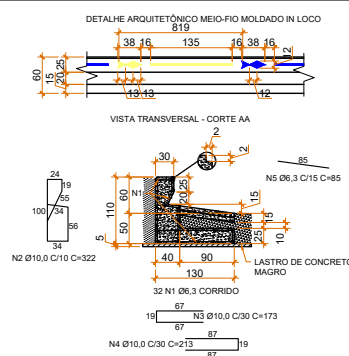 DETALHE ARQUITETÔNICO MEIO-FIO MOLDADO IN LOCO
819
38 16 135 16 38 16
12
60
15 20 25
13 13
12
VISTA TRANSVERSAL - CORTE AA
2
2
30
85
N5 Ø6,3 C/15 C=85
24
19
55
100 34
56
34
N2 Ø10,0 C/10 C=322
N1
110
60
50
5
20 25
15
15
10
25
40 90
130
LASTRO DE CONCRETO
MAGRO
32 N1 Ø6,3 CORRIDO
67
19 N3 Ø10,0 C/30 C=173
67
87
N4 Ø10,0 C/30 C=213 19
87